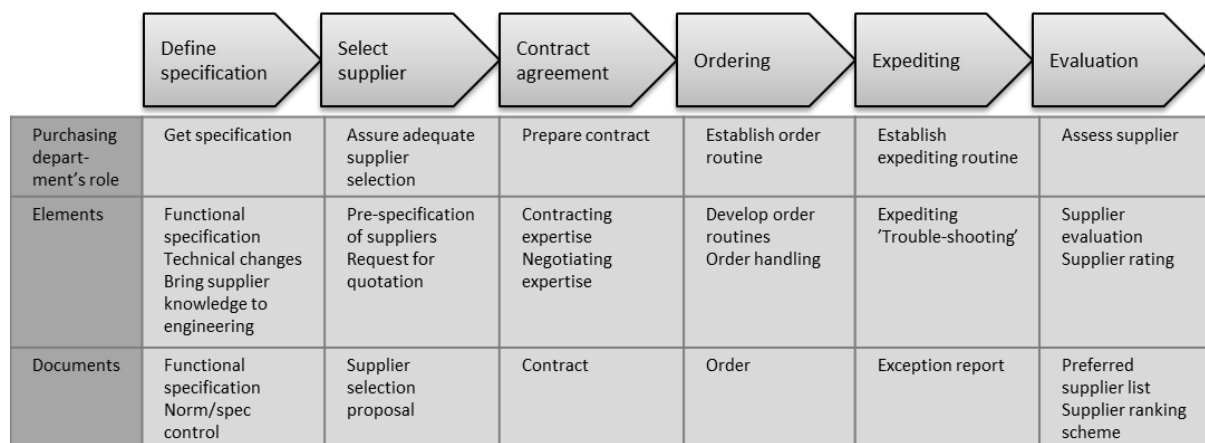 Define
specification
Select
supplier
Contract
agreement
Ordering
Expediting
Evaluation
Purchasing
depart-
ment's role
Get specification
Assure adequate
supplier
selection
Prepare contract
Establish order
routine
Establish
expediting routine
Assess supplier
Elements
Functional
specification
Technical changes
Bring supplier
knowledge to
engineering
Pre-specification
of suppliers
Request for
quotation
Contracting
expertise
Negotiating
expertise
Develop order
routines
Order handling
Expediting
'Trouble-shooting'
Supplier
evaluation
Supplier rating
Documents
Functional
specification
Norm/spec
control
Supplier
selection
proposal
Contract
Order
Exception report
Preferred
supplier list
Supplier ranking
scheme